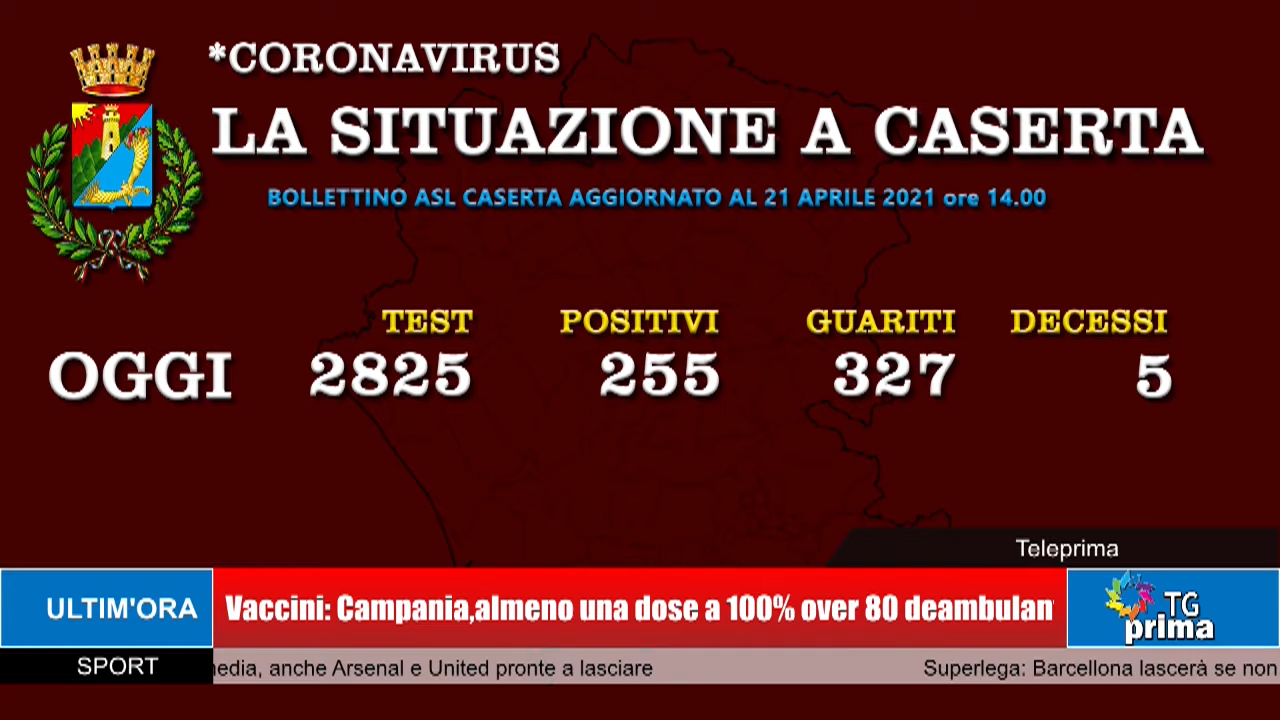 *CORONAVIRUS
LA SITUAZIONE A CASERTA
BOLLETTINO ASL CASERTA AGGIORNATO AL 21 APRILE 2021 ore 14.00
TEST POSITIVI GUARITI DECESSI
OGGI 2825 255 327 5
Teleprima
ULTIM'ORA Vaccini: Campania,almeno una dose a 100% over 80 deambulan
TG
prima
SPORT media, anche Arsenal e United pronte a lasciare Superlega: Barcellona lascerà se non